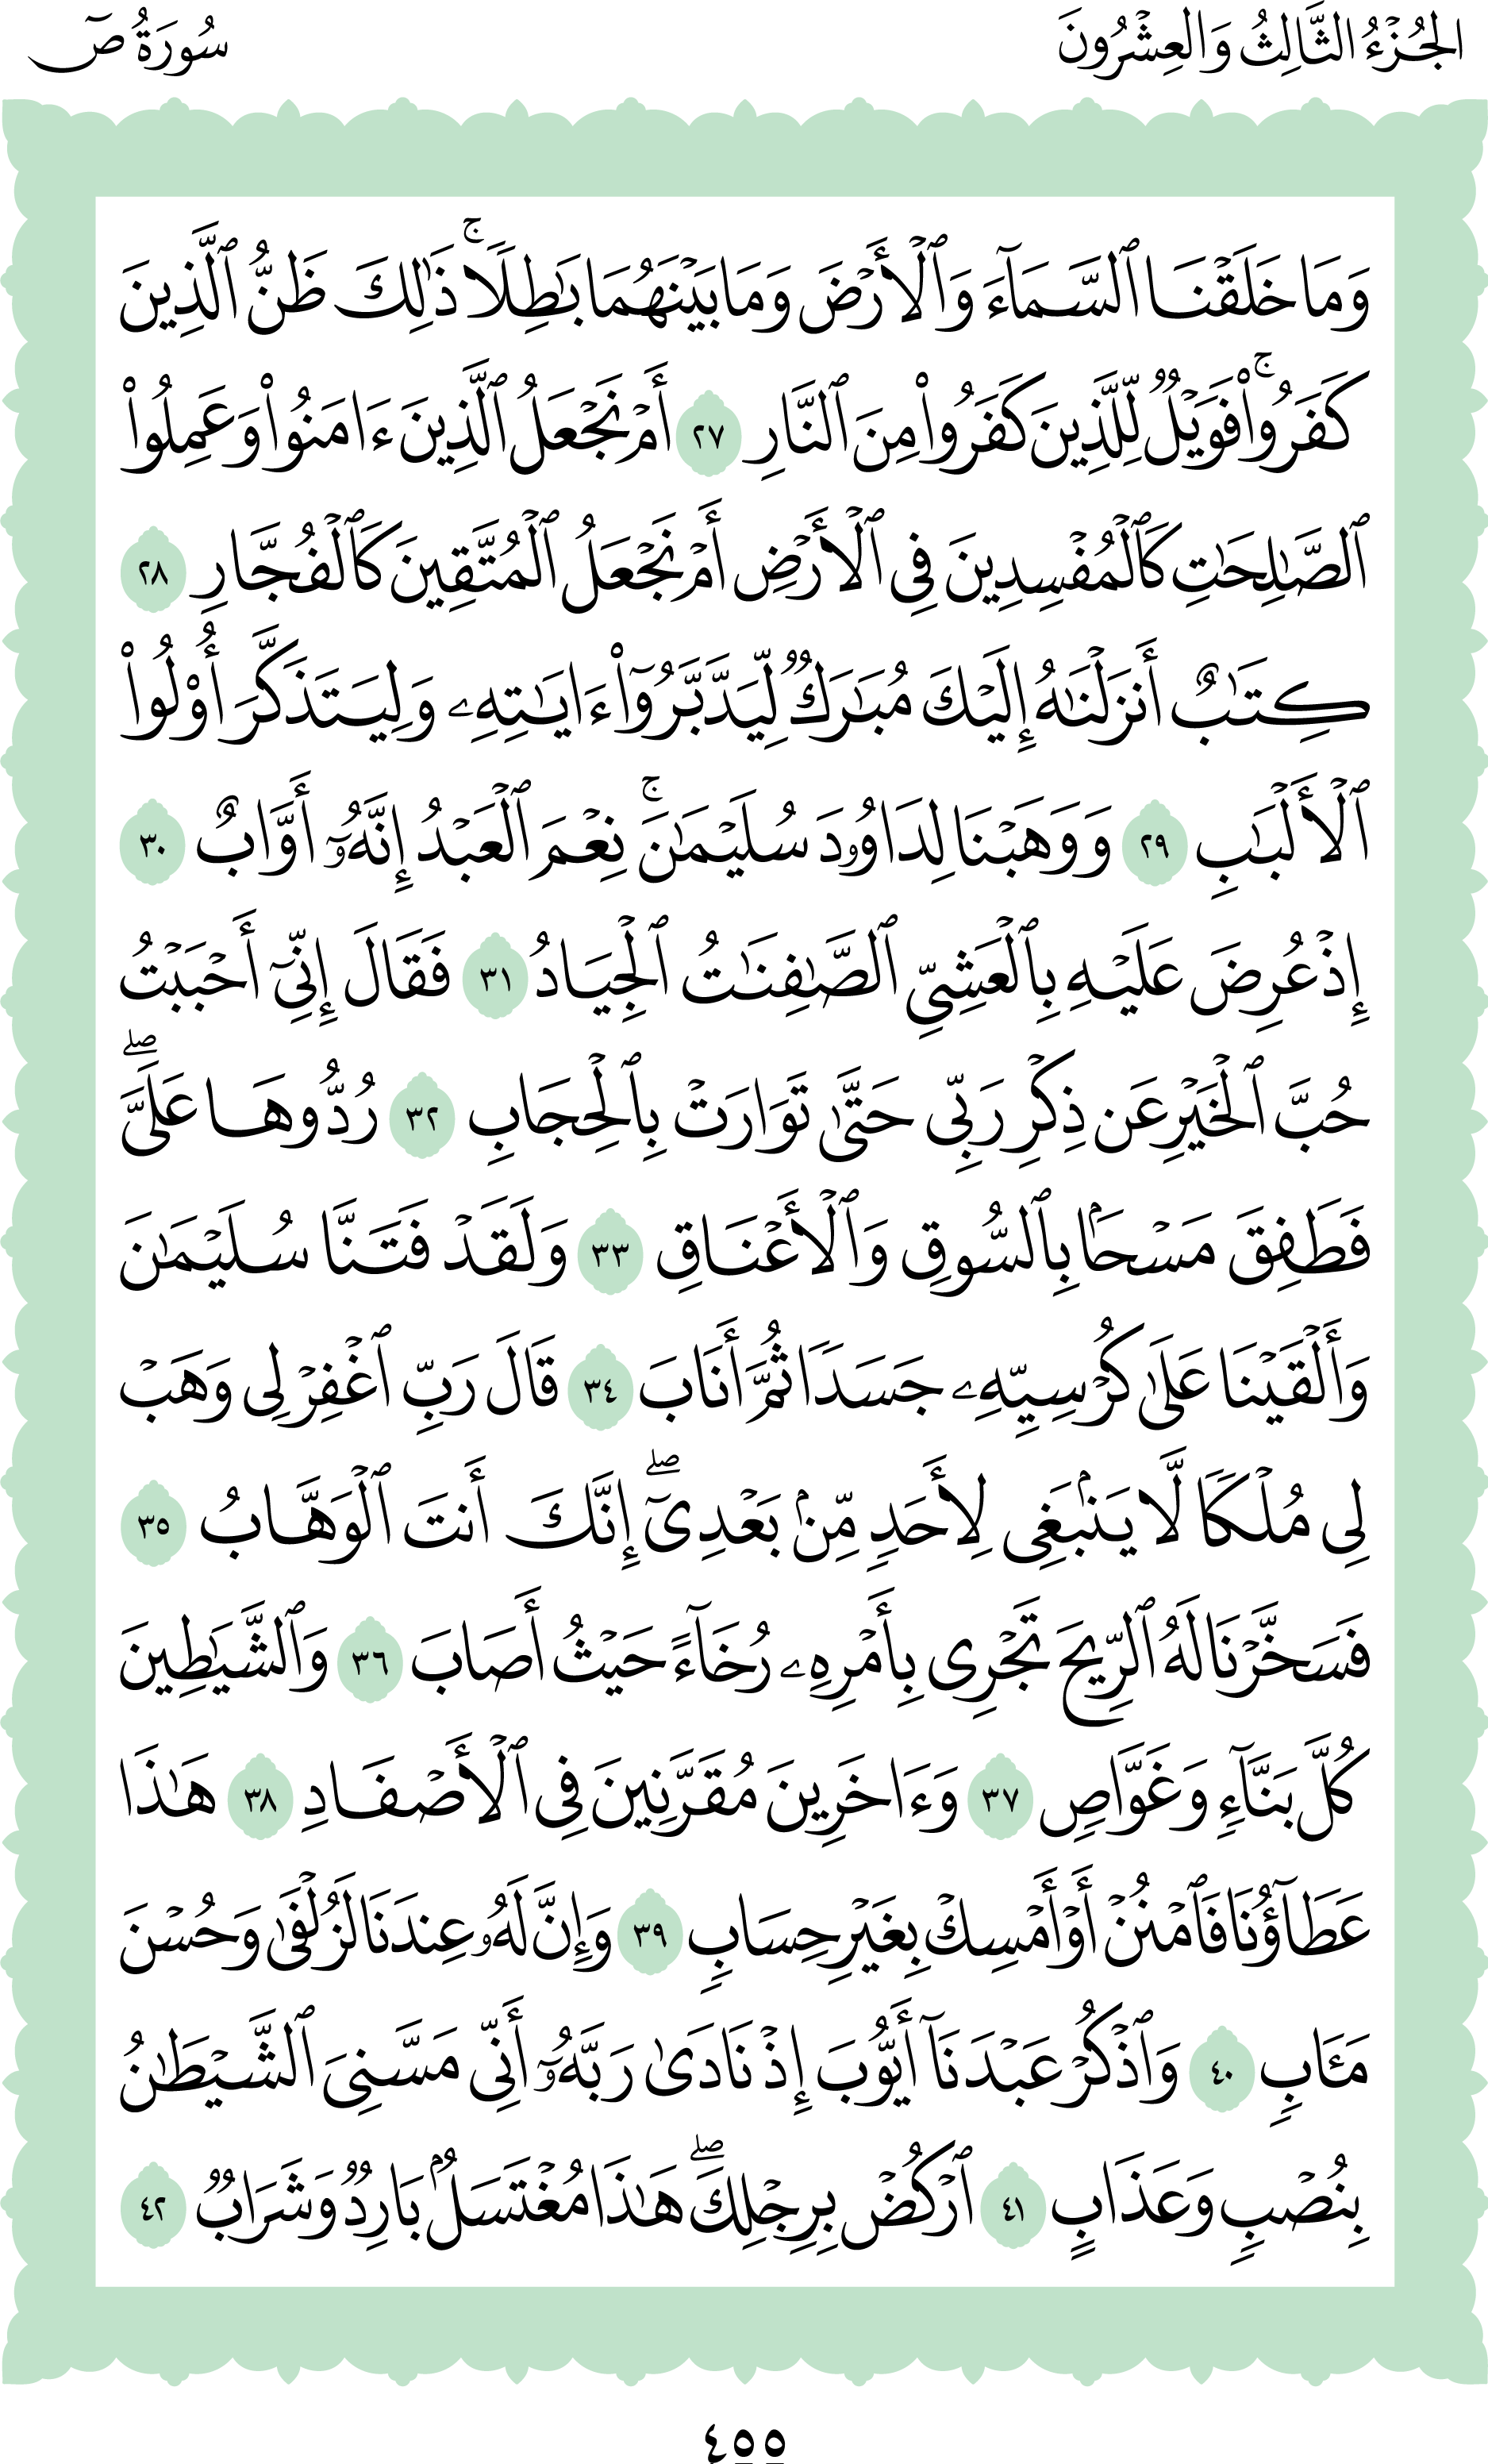 الجُزْءُ الثَّالِثُ وَالعِشْرُونَ
سُورَةُ صٓ
وَمَا خَلَقْنَا ٱلسَّمَآءَ وَٱلْأَرْضَ وَمَا بَيْنَهُمَا بَـٰطِلًا ۚ ذَٰلِكَ ظَنُّ ٱلَّذِينَ
كَفَرُوا۟ ۚ فَوَيْلٌ لِّلَّذِينَ كَفَرُوا۟ مِنَ ٱلنَّارِ ٢٧ أَمْ نَجْعَلُ ٱلَّذِينَ ءَامَنُوا۟ وَعَمِلُوا۟
ٱلصَّـٰلِحَـٰتِ كَٱلْمُفْسِدِينَ فِى ٱلْأَرْضِ أَمْ نَجْعَلُ ٱلْمُتَّقِينَ كَٱلْفُجَّارِ ٢٨
كِتَـٰبٌ أَنزَلْنَـٰهُ إِلَيْكَ مُبَـٰرَكٌ لِّيَدَّبَّرُوٓا۟ ءَايَـٰتِهِۦ وَلِيَتَذَكَّرَ أُو۟لُوا۟
ٱلْأَلْبَـٰبِ ٢٩ وَوَهَبْنَا لِدَاوُۥدَ سُلَيْمَـٰنَ ۚ نِعْمَ ٱلْعَبْدُ إِنَّهُۥٓ أَوَّابٌ ٣٠
إِذْ عُرِضَ عَلَيْهِ بِٱلْعَشِىِّ ٱلصَّـٰفِنَـٰتُ ٱلْجِيَادُ ٣١ فَقَالَ إِنِّىٓ أَحْبَبْتُ
حُبَّ ٱلْخَيْرِ عَن ذِكْرِ رَبِّى حَتَّىٰ تَوَارَتْ بِٱلْحِجَابِ ٣٢ رُدُّوهَا عَلَىَّ ۖ
فَطَفِقَ مَسْحًۢا بِٱلسُّوقِ وَٱلْأَعْنَاقِ ٣٣ وَلَقَدْ فَتَنَّا سُلَيْمَـٰنَ
وَأَلْقَيْنَا عَلَىٰ كُرْسِيِّهِۦ جَسَدًا ثُمَّ أَنَابَ ٣٤ قَالَ رَبِّ ٱغْفِرْ لِى وَهَبْ
لِى مُلْكًا لَّا يَنۢبَغِى لِأَحَدٍ مِّنۢ بَعْدِىٓ ۖ إِنَّكَ أَنتَ ٱلْوَهَّابُ ٣٥
فَسَخَّرْنَا لَهُ ٱلرِّيحَ تَجْرِى بِأَمْرِهِۦ رُخَآءً حَيْثُ أَصَابَ ٣٦ وَٱلشَّيَـٰطِينَ
كُلَّ بَنَّآءٍ وَغَوَّاصٍ ٣٧ وَءَاخَرِينَ مُقَرَّنِينَ فِى ٱلْأَصْفَادِ ٣٨ هَـٰذَا
عَطَآؤُنَا فَٱمْنُنْ أَوْ أَمْسِكْ بِغَيْرِ حِسَابٍ ٣٩ وَإِنَّ لَهُۥ عِندَنَا لَزُلْفَىٰ وَحُسْنَ
مَـَٔابٍ ٤٠ وَٱذْكُرْ عَبْدَنَآ أَيُّوبَ إِذْ نَادَىٰ رَبَّهُۥٓ أَنِّى مَسَّنِىَ ٱلشَّيْطَـٰنُ
بِنُصْبٍ وَعَذَابٍ ٤١ ٱرْكُضْ بِرِجْلِكَ ۖ هَـٰذَا مُغْتَسَلٌۢ بَارِدٌ وَشَرَابٌ ٤٢
٤٥٥